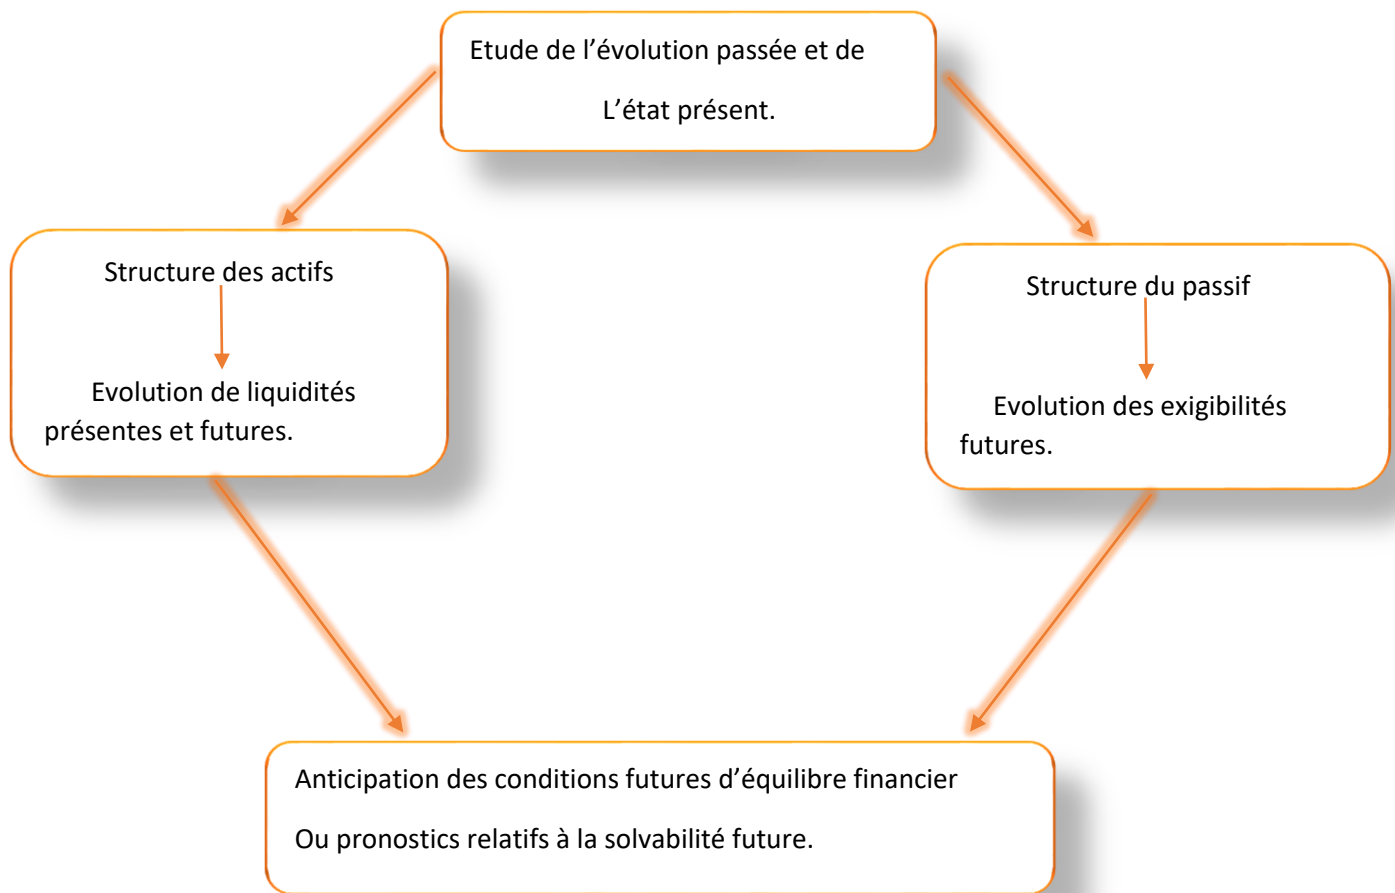 Etude de l’évolution passée et de
L’état présent.
Structure des actifs
Evolution de liquidités
présentes et futures.
Structure du passif
Evolution des exigibilités
futures.
Anticipation des conditions futures d’équilibre financier
Ou pronostics relatifs à la solvabilité future.